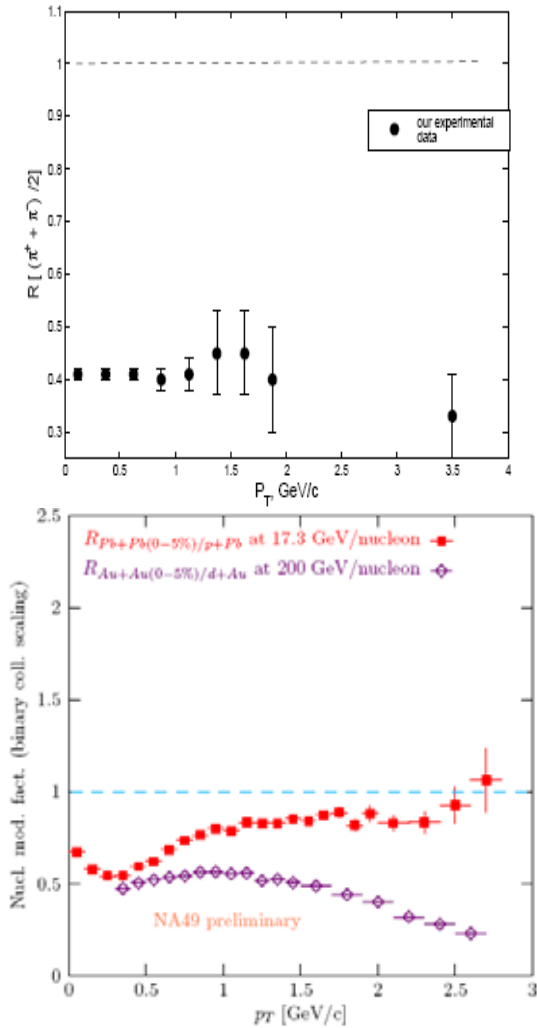 1
0.9
0.8
0.7
0.6
0.5
0.4
0.3
R [ (π⁺ + π⁻) /2]
our experimental
data
0 0.5 1 1.5 2 2.5 3 3.5 4
P_T, GeV/c
2.5
2
1.5
1
0.5
0
Nucl. mod. fact. (binary coll. scaling)
R_{Pb+Pb(0−5%)/p+Pb} at 17.3 GeV/nucleon
R_{Au+Au(0−5%)/d+Au} at 200 GeV/nucleon
NA49 preliminary
0 0.5 1 1.5 2 2.5 3
p_T [GeV/c]